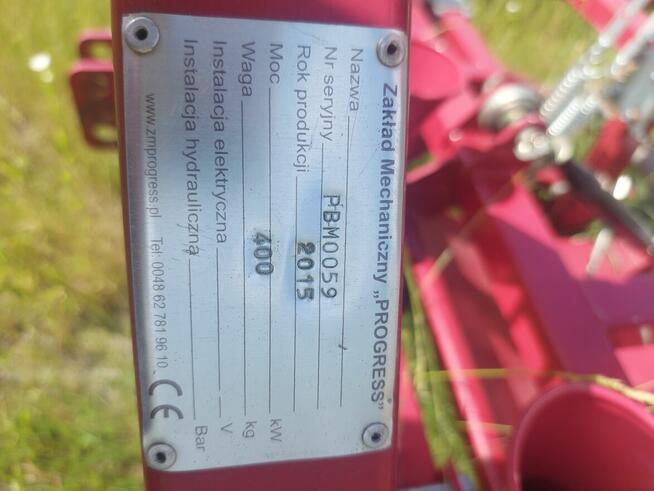 Zakład Mechaniczny „PROGRESS”
Nazwa
Nr seryjny PBM0059
Rok produkcji 2015
Moc kW
Waga 400 kg
Instalacja elektryczna V
Instalacja hydrauliczna Bar
www.zmprogress.pl Tel: 0048 62 781 96 10 CE